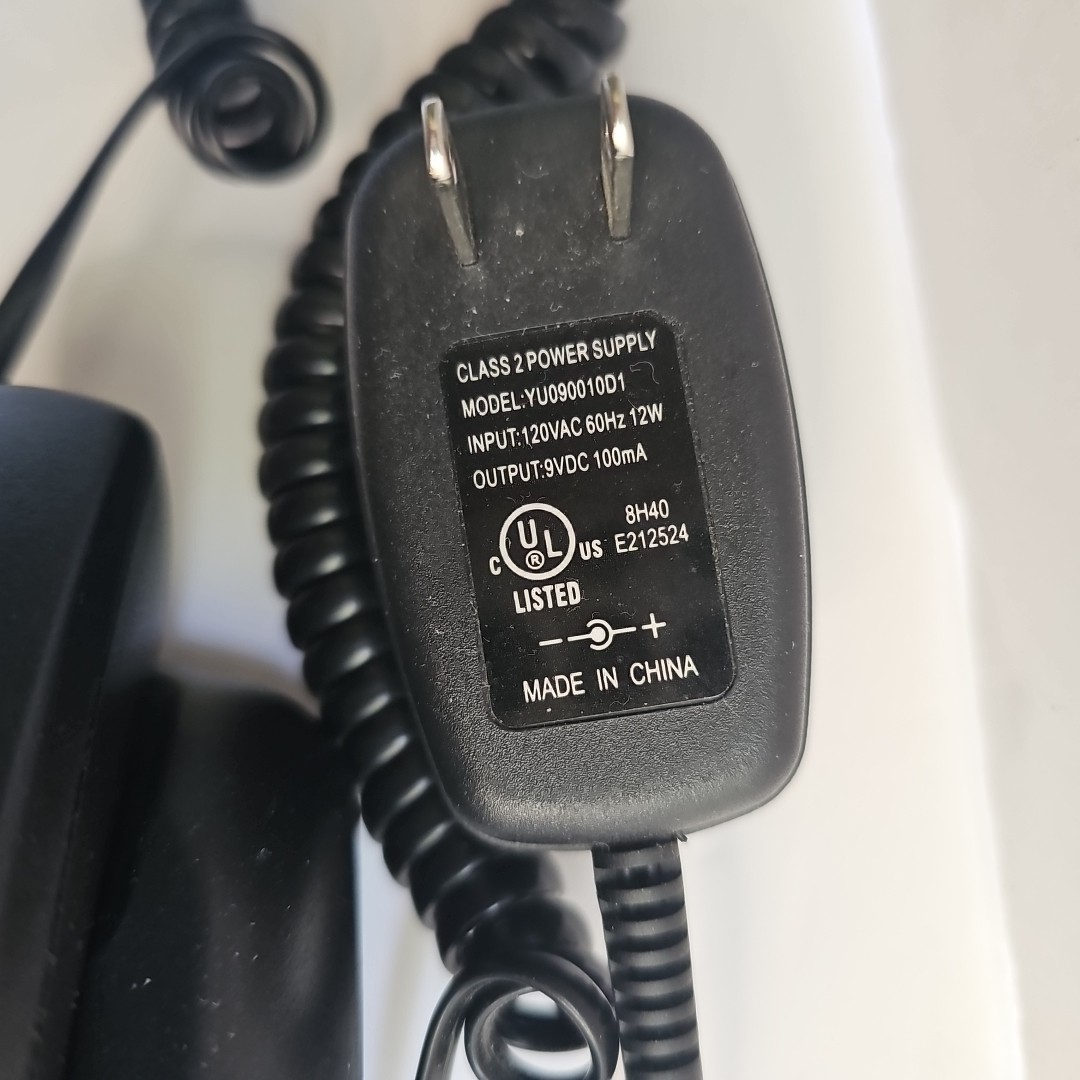 CLASS 2 POWER SUPPLY
MODEL:YU090010D1
INPUT:120VAC 60Hz 12W
OUTPUT:9VDC 100mA
8H40
C UL ® US E212524
LISTED
MADE IN CHINA